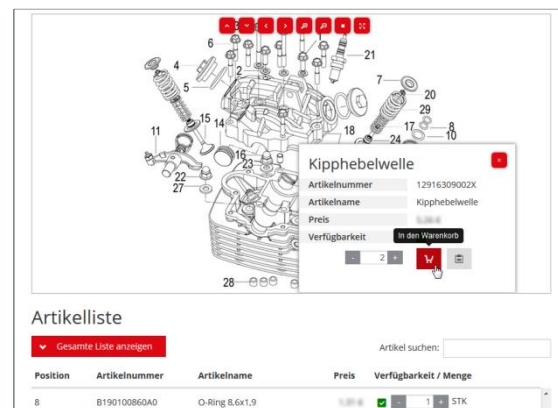 6
2
21
4
5
7
20
29
8
17
10
15
14
18
24
11
16
23
22
27
28
Kipphebelwelle
Artikelnummer 12916309002X
Artikelname Kipphebelwelle
Preis
Verfügbarkeit
In den Warenkorb
- 2 +
Artikelliste
Gesamte Liste anzeigen
Artikel suchen:
Position Artikelnummer Artikelname Preis Verfügbarkeit / Menge
8 B190100860A0 O-Ring 8,6x1,9 - 1 + STK